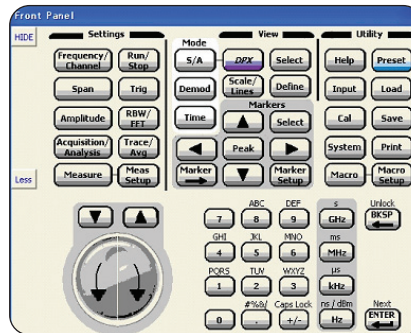 Front Panel
HIDE
Settings
View
Utility
Mode
Frequency/ Channel
Run/ Stop
S/A
DPX
Select
Help
Preset
Span
Trig
Demod
Scale/ Lines
Define
Input
Load
Markers
Amplitude
RBW/ FFT
Time
Select
Cal
Save
Acquisition/ Analysis
Trace/ Avg
Peak
System
Print
Less
Measure
Meas Setup
Marker
Marker Setup
Macro
Macro Setup
ABC
DEF
s
Unlock
7
8
9
GHz
BKSP
GHI
JKL
MNO
ms
4
5
6
MHz
PQRS
TUV
WXYZ
µs
1
2
3
kHz
#%&/
Caps Lock
ns / dBm
Next
0
.
+/-
Hz
ENTER